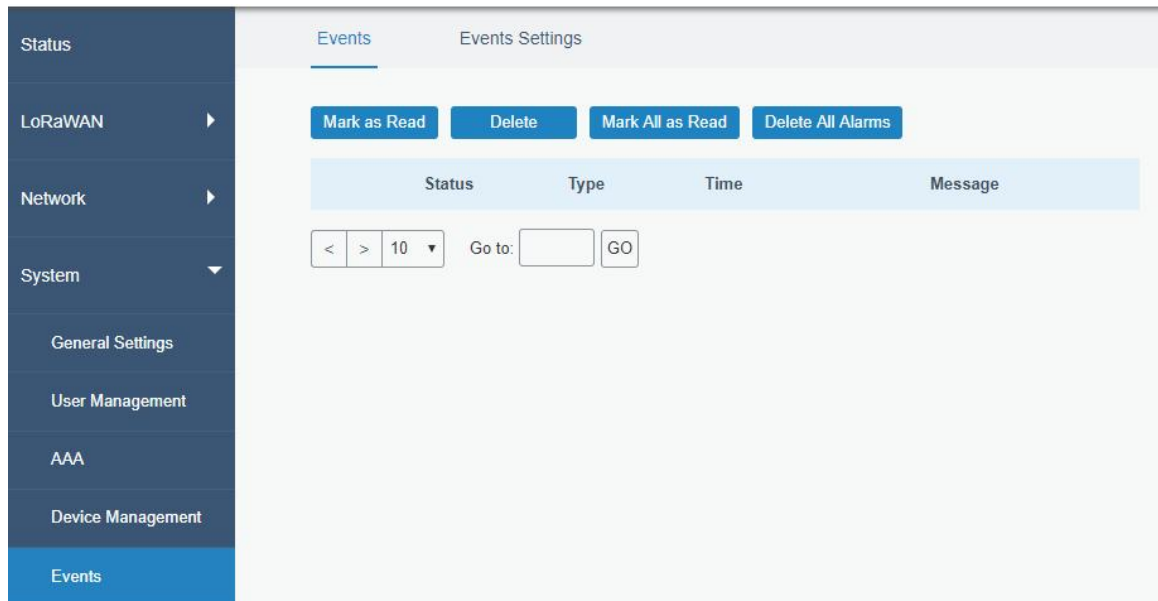 Status
LoRaWAN
Network
System
General Settings
User Management
AAA
Device Management
Events
Events Events Settings
Mark as Read Delete Mark All as Read Delete All Alarms
Status Type Time Message
< > 10 Go to: GO